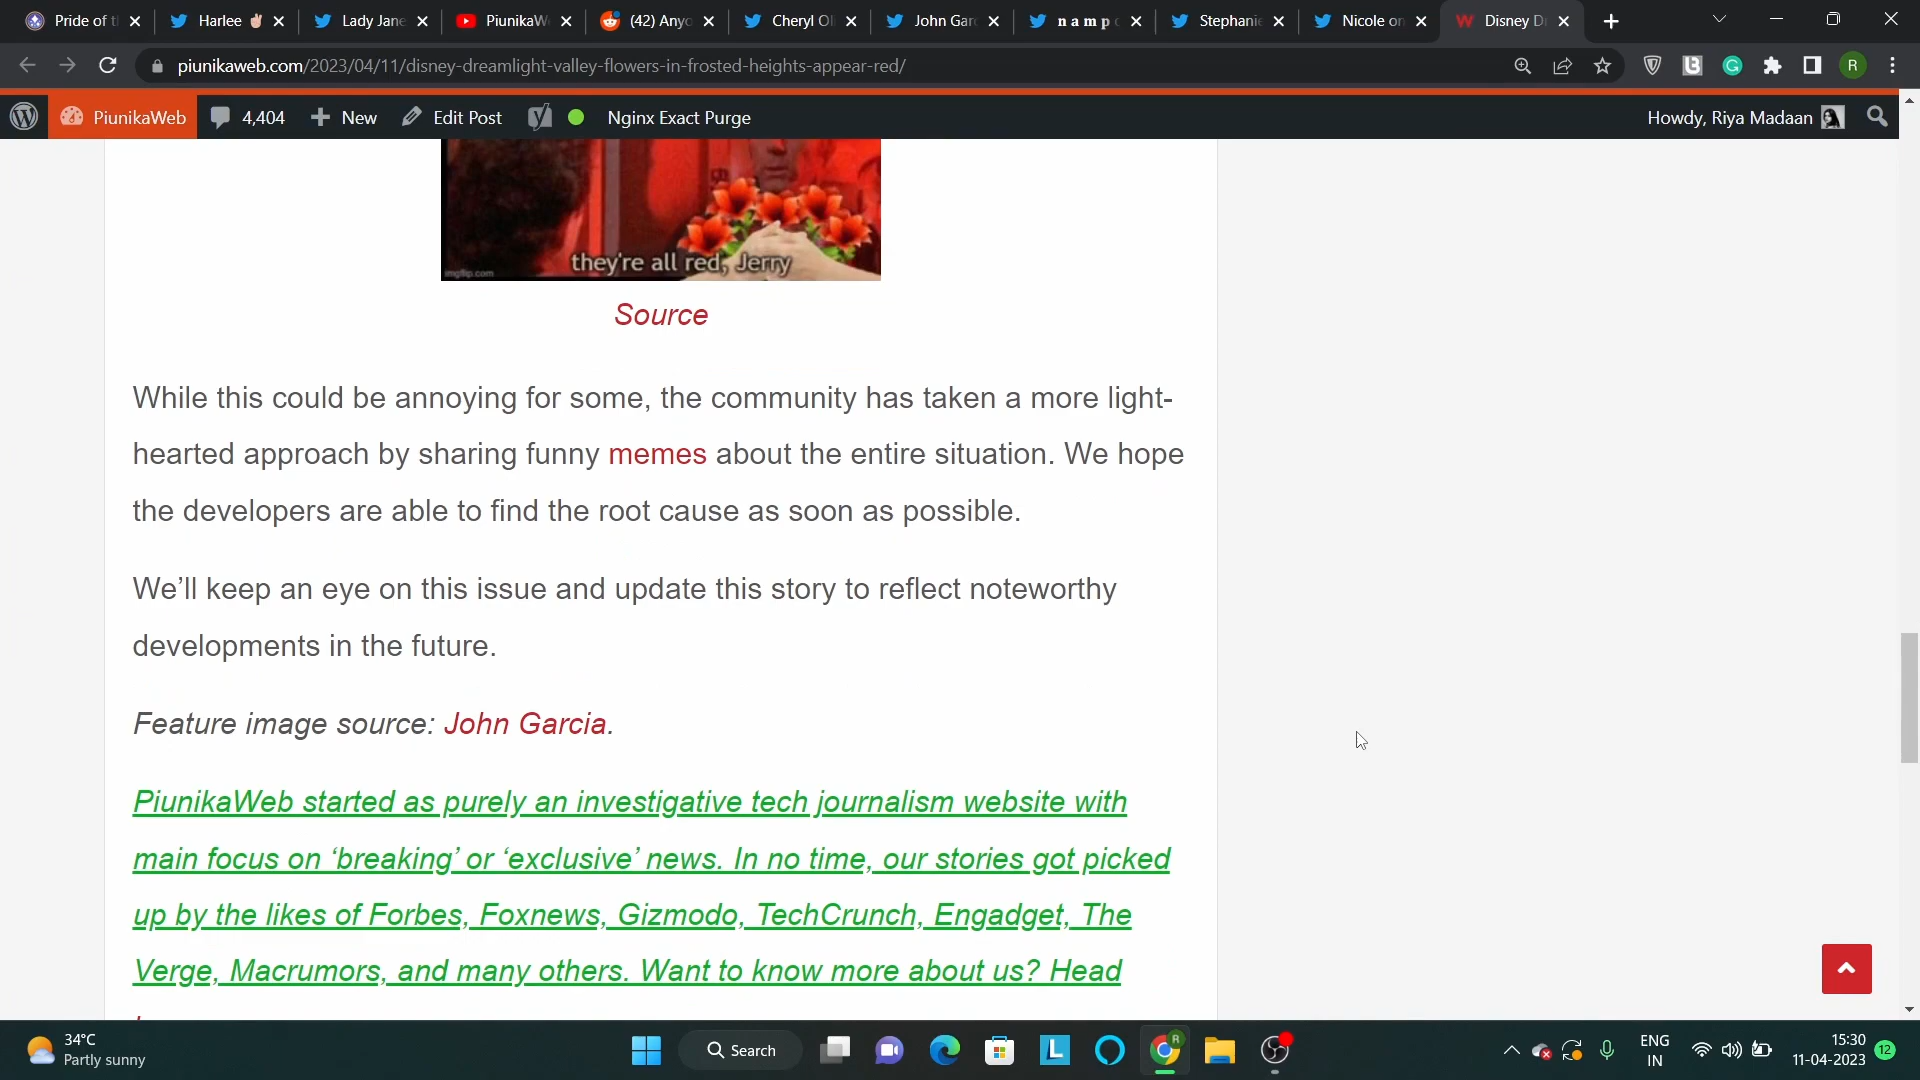 Pride of t
Harlee
Lady Jane
PiunikaW
(42) Anyo
Cheryl Ol
John Garc
n a m p
Stephanie
Nicole on
Disney D
piunikaweb.com/2023/04/11/disney-dreamlight-valley-flowers-in-frosted-heights-appear-red/
R
PiunikaWeb
4,404
New
Edit Post
Nginx Exact Purge
Howdy, Riya Madaan
they're all red, Jerry
imgflip.com
Source
While this could be annoying for some, the community has taken a more light-
hearted approach by sharing funny memes about the entire situation. We hope
the developers are able to find the root cause as soon as possible.
We’ll keep an eye on this issue and update this story to reflect noteworthy
developments in the future.
Feature image source: John Garcia.
PiunikaWeb started as purely an investigative tech journalism website with
main focus on ‘breaking’ or ‘exclusive’ news. In no time, our stories got picked
up by the likes of Forbes, Foxnews, Gizmodo, TechCrunch, Engadget, The
Verge, Macrumors, and many others. Want to know more about us? Head
34°C
Partly sunny
Search
ENG
IN
15:30
11-04-2023
12